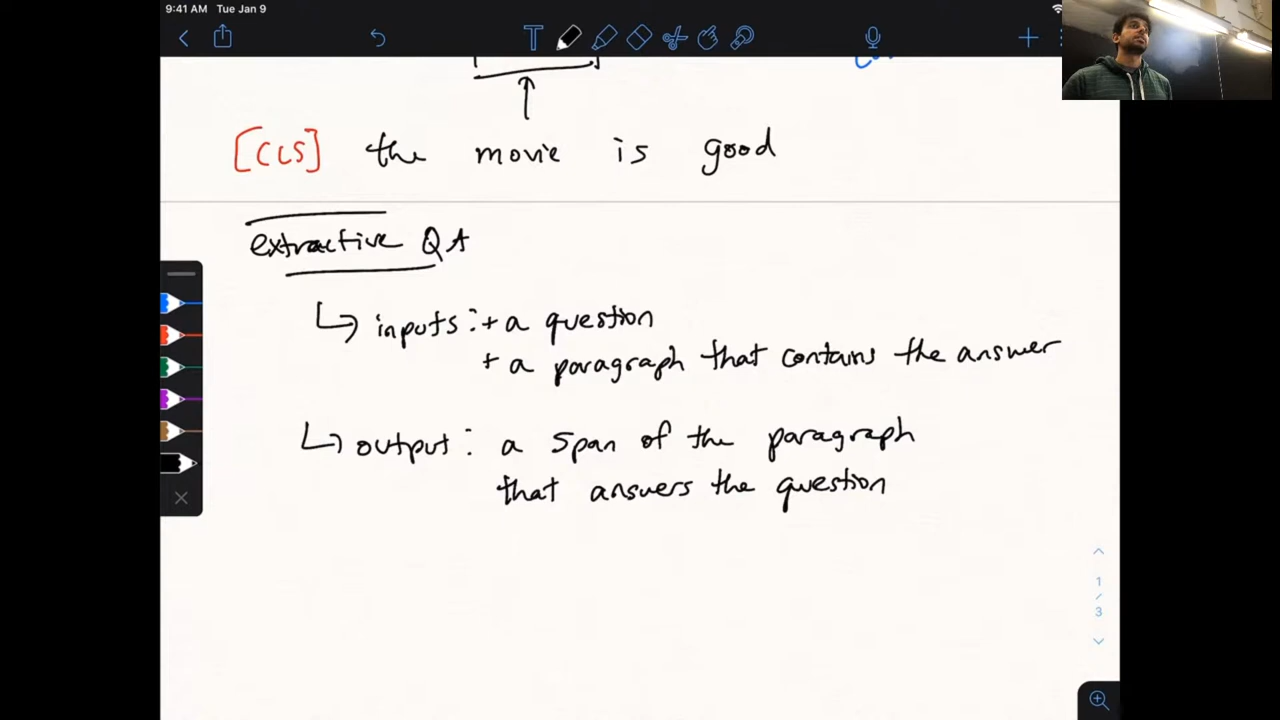 9:41 AM Tue Jan 9
T
[CLS] the movie is good
extractive QA
↳ inputs: + a question
+ a paragraph that contains the answer
↳ output: a span of the paragraph
that answers the question
1
/
3